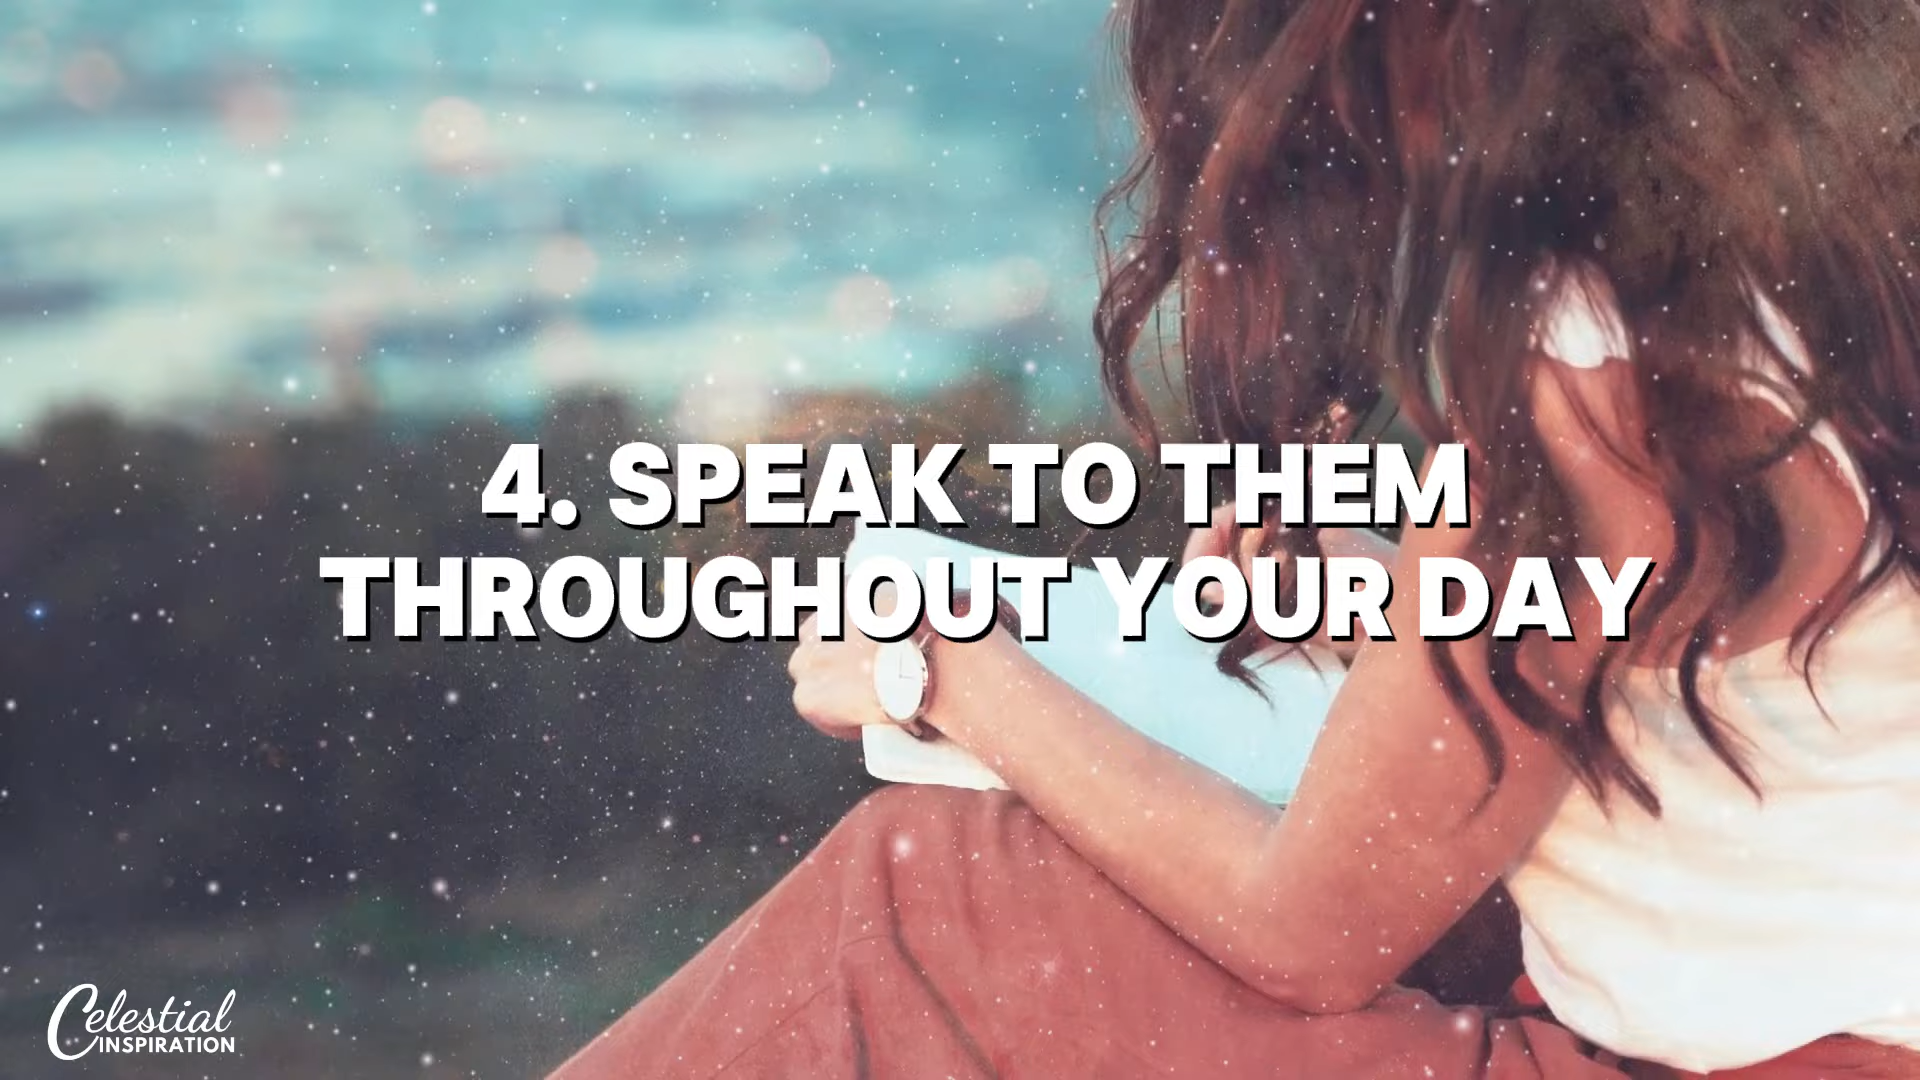 4. SPEAK TO THEM
THROUGHOUT YOUR DAY
Celestial
INSPIRATION